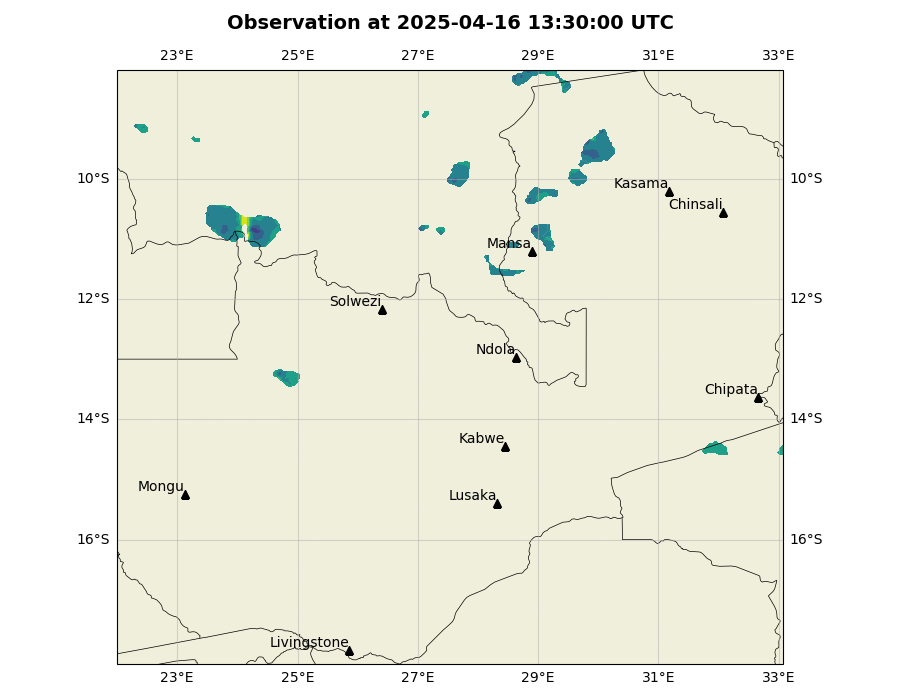 Observation at 2025-04-16 13:30:00 UTC
23°E 25°E 27°E 29°E 31°E 33°E
10°S 10°S
Kasama
Chinsali
Mansa
12°S 12°S
Solwezi
Ndola
Chipata
14°S 14°S
Kabwe
Mongu
Lusaka
16°S 16°S
Livingstone
23°E 25°E 27°E 29°E 31°E 33°E